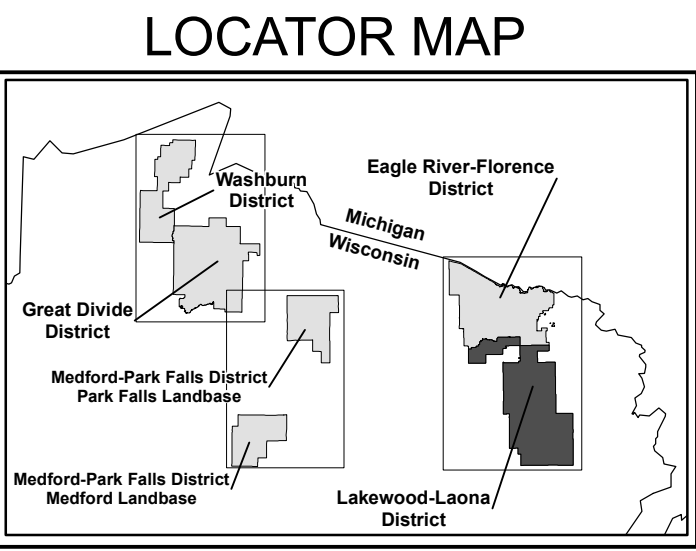 LOCATOR MAP
Washburn
District
Eagle River-Florence
District
Michigan
Wisconsin
Great Divide
District
Medford-Park Falls District
Park Falls Landbase
Medford-Park Falls District
Medford Landbase
Lakewood-Laona
District